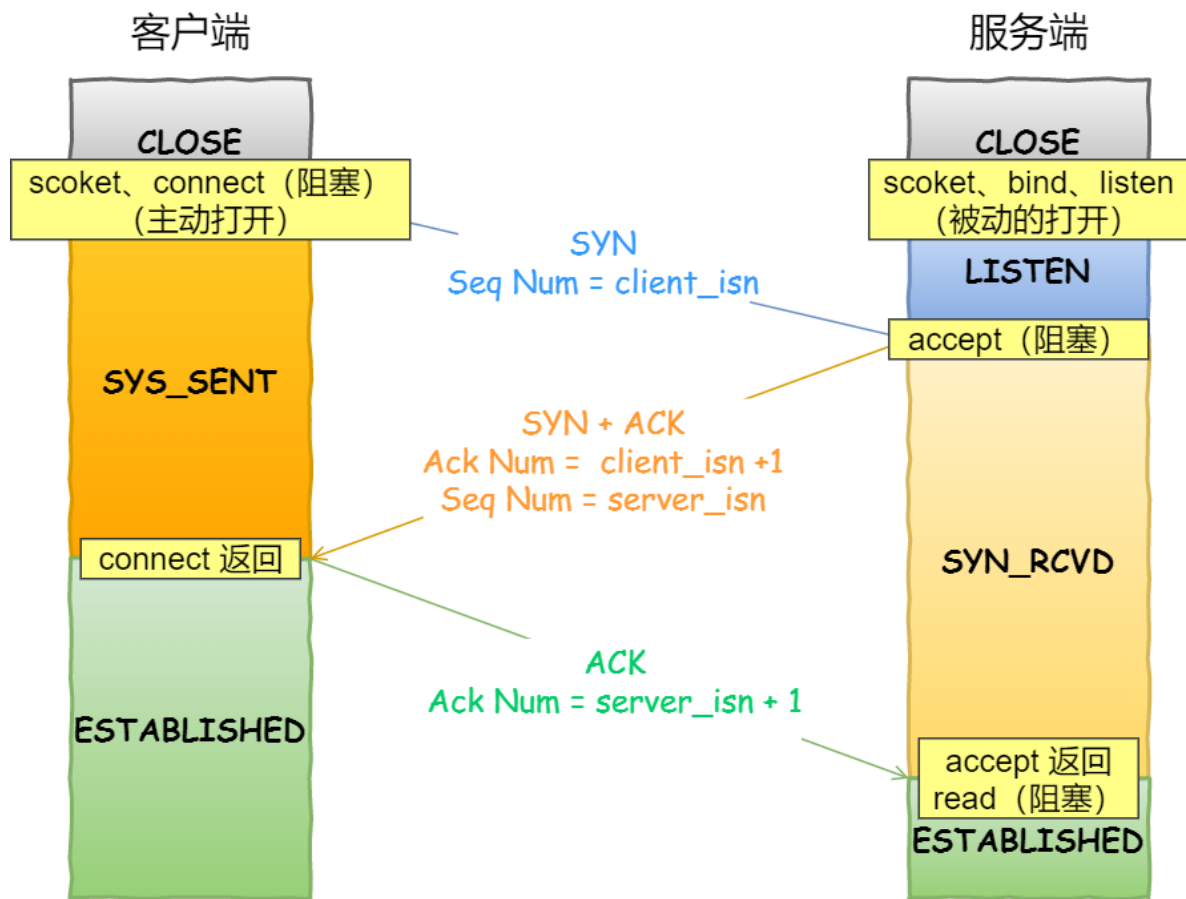 客户端
服务端
CLOSE
scoket、connect（阻塞）
（主动打开）
CLOSE
scoket、bind、listen
（被动的打开）
SYN
Seq Num = client_isn
LISTEN
accept（阻塞）
SYS_SENT
SYN + ACK
Ack Num = client_isn +1
Seq Num = server_isn
connect 返回
SYN_RCVD
ACK
Ack Num = server_isn + 1
ESTABLISHED
accept 返回
read（阻塞）
ESTABLISHED